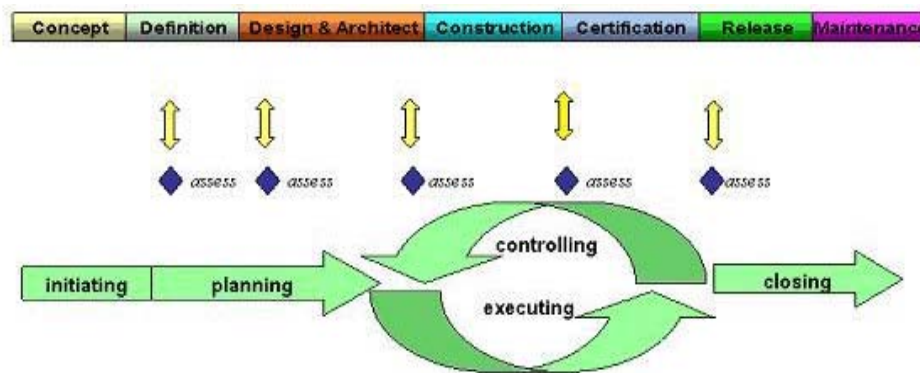 Concept Definition Design & Architect Construction Certification Release Maintenance
assess assess assess assess assess
controlling
initiating planning closing
executing